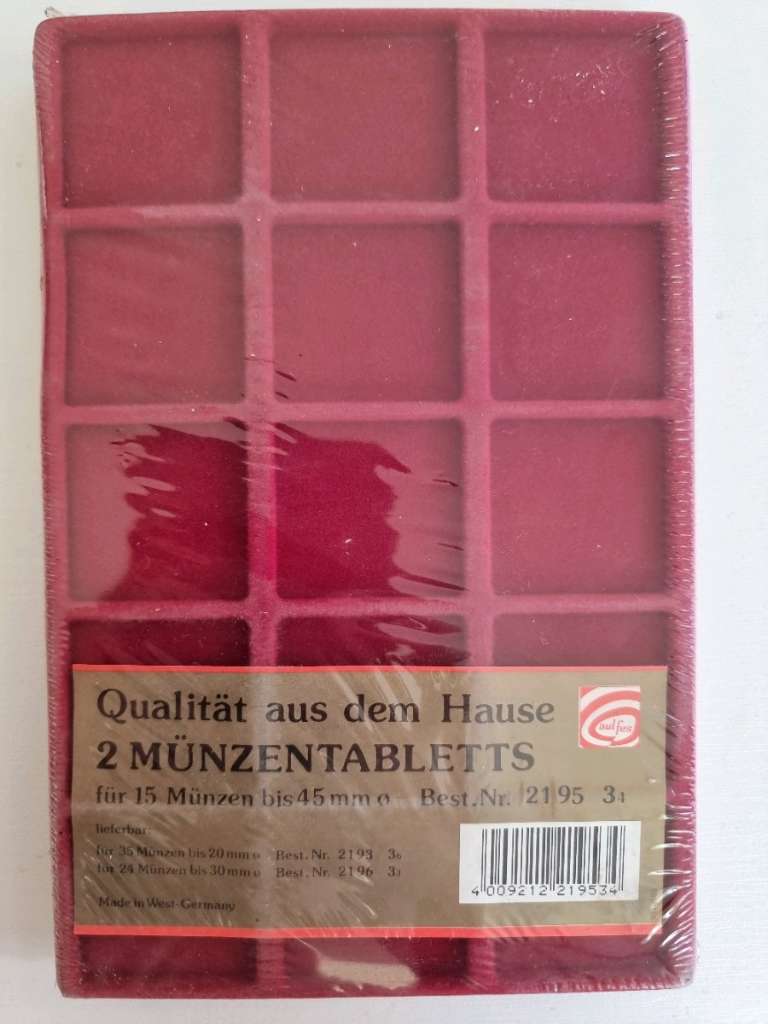 Qualität aus dem Hause
aulfes
2 MÜNZENTABLETTS
für 15 Münzen bis 45 mm ø Best.Nr. 2195 34
lieferbar:
für 35 Münzen bis 20 mm ø Best. Nr. 2193 36
für 24 Münzen bis 30 mm ø Best. Nr. 2196 33
4 009212 219534
Made in West-Germany